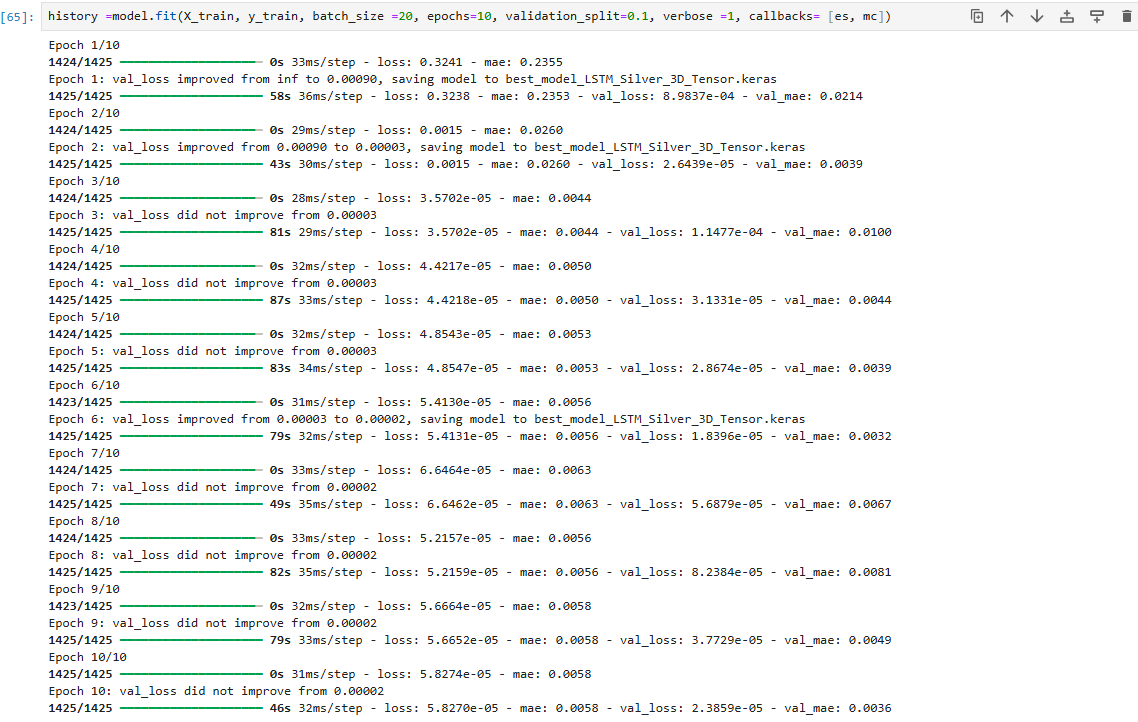 [65]: history =model.fit(X_train, y_train, batch_size =20, epochs=10, validation_split=0.1, verbose =1, callbacks= [es, mc])
Epoch 1/10
1424/1425 ━━━━━━━━━━━━━━━━━━━━ 0s 33ms/step - loss: 0.3241 - mae: 0.2355
Epoch 1: val_loss improved from inf to 0.00090, saving model to best_model_LSTM_Silver_3D_Tensor.keras
1425/1425 ━━━━━━━━━━━━━━━━━━━━ 58s 36ms/step - loss: 0.3238 - mae: 0.2353 - val_loss: 8.9837e-04 - val_mae: 0.0214
Epoch 2/10
1424/1425 ━━━━━━━━━━━━━━━━━━━━ 0s 29ms/step - loss: 0.0015 - mae: 0.0260
Epoch 2: val_loss improved from 0.00090 to 0.00003, saving model to best_model_LSTM_Silver_3D_Tensor.keras
1425/1425 ━━━━━━━━━━━━━━━━━━━━ 43s 30ms/step - loss: 0.0015 - mae: 0.0260 - val_loss: 2.6439e-05 - val_mae: 0.0039
Epoch 3/10
1424/1425 ━━━━━━━━━━━━━━━━━━━━ 0s 28ms/step - loss: 3.5702e-05 - mae: 0.0044
Epoch 3: val_loss did not improve from 0.00003
1425/1425 ━━━━━━━━━━━━━━━━━━━━ 81s 29ms/step - loss: 3.5702e-05 - mae: 0.0044 - val_loss: 1.1477e-04 - val_mae: 0.0100
Epoch 4/10
1424/1425 ━━━━━━━━━━━━━━━━━━━━ 0s 32ms/step - loss: 4.4217e-05 - mae: 0.0050
Epoch 4: val_loss did not improve from 0.00003
1425/1425 ━━━━━━━━━━━━━━━━━━━━ 87s 33ms/step - loss: 4.4218e-05 - mae: 0.0050 - val_loss: 3.1331e-05 - val_mae: 0.0044
Epoch 5/10
1424/1425 ━━━━━━━━━━━━━━━━━━━━ 0s 32ms/step - loss: 4.8543e-05 - mae: 0.0053
Epoch 5: val_loss did not improve from 0.00003
1425/1425 ━━━━━━━━━━━━━━━━━━━━ 83s 34ms/step - loss: 4.8547e-05 - mae: 0.0053 - val_loss: 2.8674e-05 - val_mae: 0.0039
Epoch 6/10
1423/1425 ━━━━━━━━━━━━━━━━━━━━ 0s 31ms/step - loss: 5.4130e-05 - mae: 0.0056
Epoch 6: val_loss improved from 0.00003 to 0.00002, saving model to best_model_LSTM_Silver_3D_Tensor.keras
1425/1425 ━━━━━━━━━━━━━━━━━━━━ 79s 32ms/step - loss: 5.4131e-05 - mae: 0.0056 - val_loss: 1.8396e-05 - val_mae: 0.0032
Epoch 7/10
1424/1425 ━━━━━━━━━━━━━━━━━━━━ 0s 33ms/step - loss: 6.6464e-05 - mae: 0.0063
Epoch 7: val_loss did not improve from 0.00002
1425/1425 ━━━━━━━━━━━━━━━━━━━━ 49s 35ms/step - loss: 6.6462e-05 - mae: 0.0063 - val_loss: 5.6879e-05 - val_mae: 0.0067
Epoch 8/10
1424/1425 ━━━━━━━━━━━━━━━━━━━━ 0s 33ms/step - loss: 5.2157e-05 - mae: 0.0056
Epoch 8: val_loss did not improve from 0.00002
1425/1425 ━━━━━━━━━━━━━━━━━━━━ 82s 35ms/step - loss: 5.2159e-05 - mae: 0.0056 - val_loss: 8.2384e-05 - val_mae: 0.0081
Epoch 9/10
1423/1425 ━━━━━━━━━━━━━━━━━━━━ 0s 32ms/step - loss: 5.6664e-05 - mae: 0.0058
Epoch 9: val_loss did not improve from 0.00002
1425/1425 ━━━━━━━━━━━━━━━━━━━━ 79s 33ms/step - loss: 5.6652e-05 - mae: 0.0058 - val_loss: 3.7729e-05 - val_mae: 0.0049
Epoch 10/10
1425/1425 ━━━━━━━━━━━━━━━━━━━━ 0s 31ms/step - loss: 5.8274e-05 - mae: 0.0058
Epoch 10: val_loss did not improve from 0.00002
1425/1425 ━━━━━━━━━━━━━━━━━━━━ 46s 32ms/step - loss: 5.8270e-05 - mae: 0.0058 - val_loss: 2.3859e-05 - val_mae: 0.0036